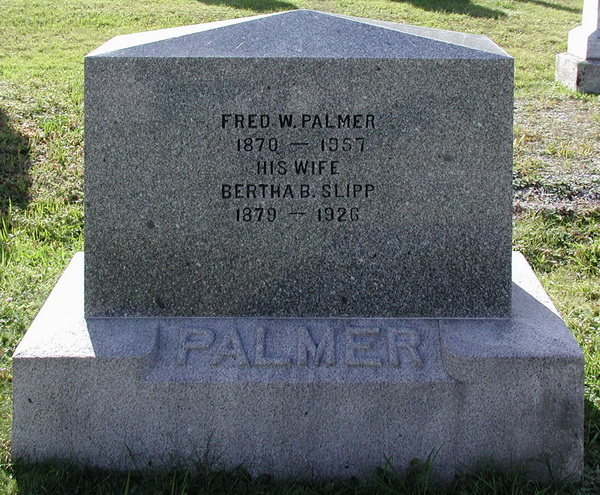 FRED. W. PALMER
1870 — 1957
HIS WIFE
BERTHA B. SLIPP
1879 — 1926
PALMER